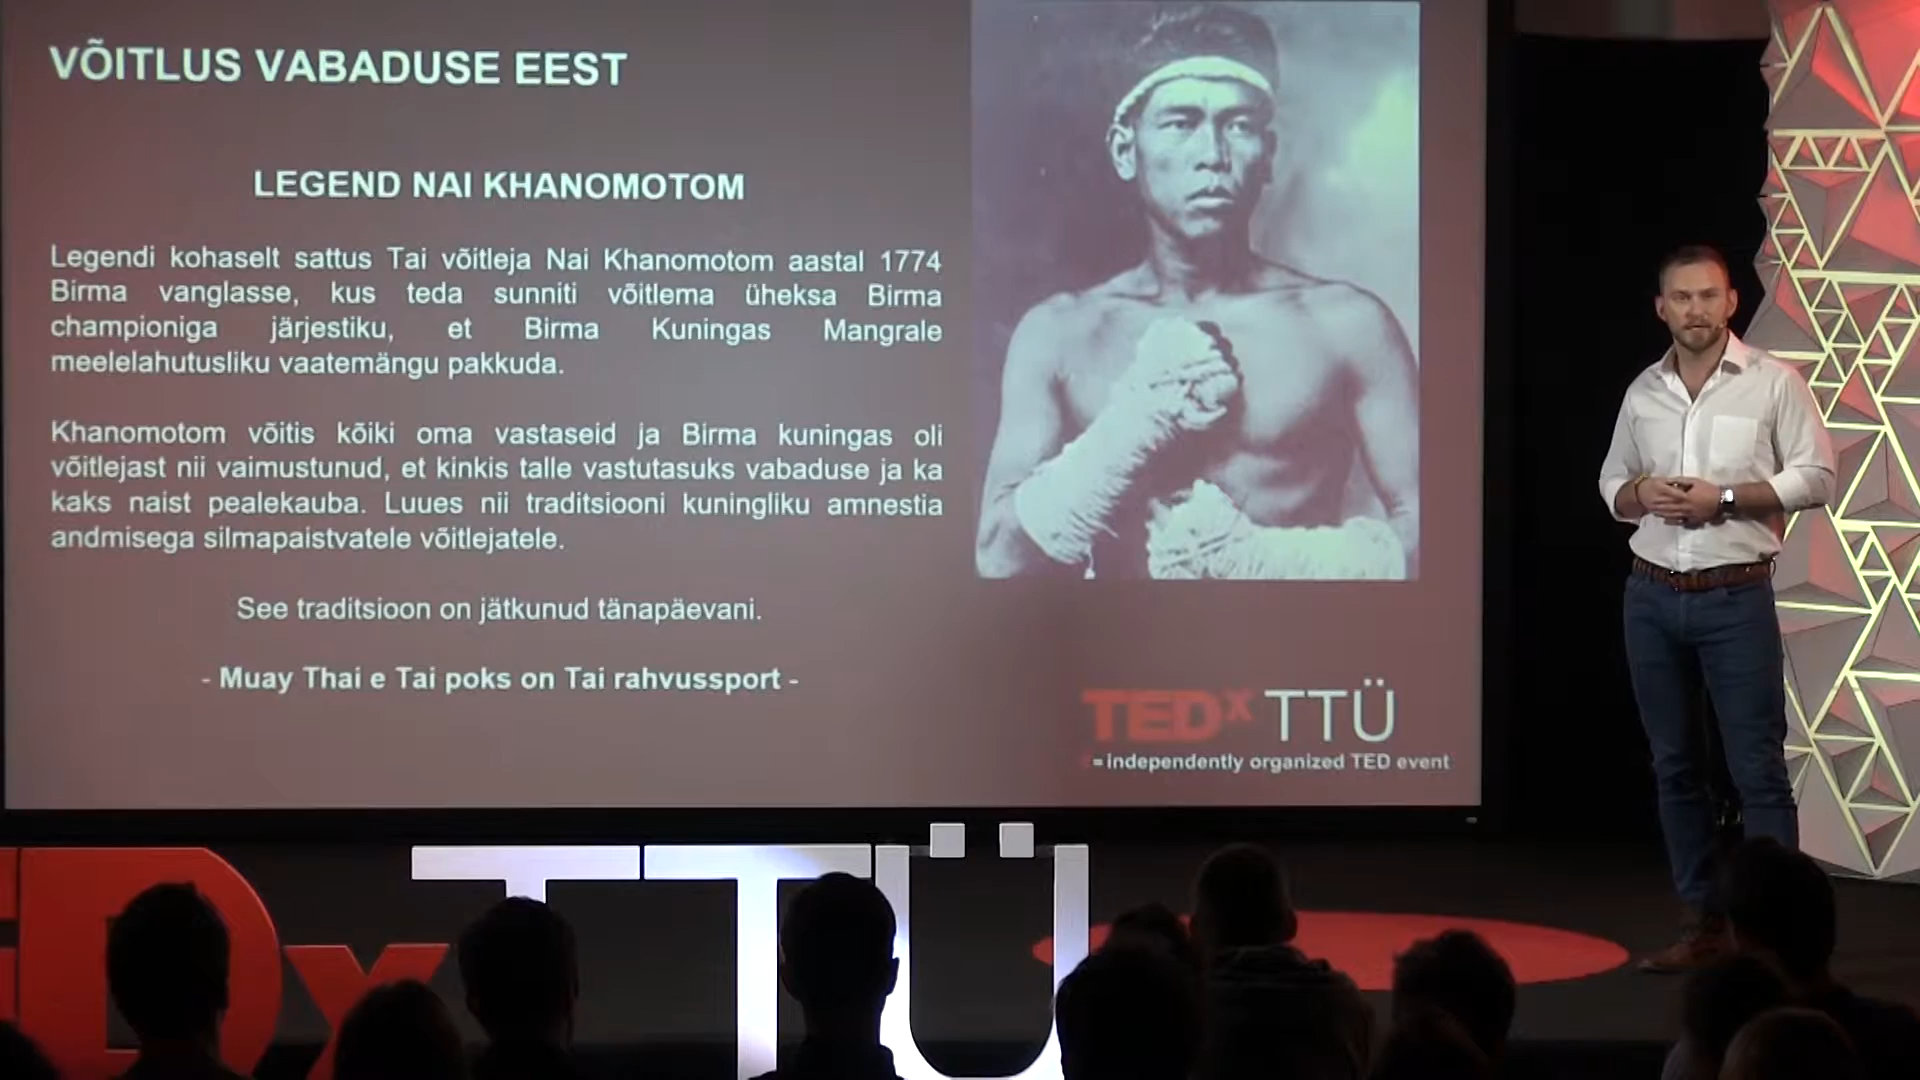 VÕITLUS VABADUSE EEST
LEGEND NAI KHANOMOTOM
Legendi kohaselt sattus Tai võitleja Nai Khanomotom aastal 1774
Birma vanglasse, kus teda sunniti võitlema üheksa Birma
championiga järjestiku, et Birma Kuningas Mangrale
meelelahutusliku vaatemängu pakkuda.
Khanomotom võitis kõiki oma vastaseid ja Birma kuningas oli
võitlejast nii vaimustunud, et kinkis talle vastutasuks vabaduse ja ka
kaks naist pealekauba. Luues nii traditsiooni kuningliku amnestia
andmisega silmapaistvatele võitlejatele.
See traditsioon on jätkunud tänapäevani.
- Muay Thai e Tai poks on Tai rahvussport -
TEDx TTÜ
x = independently organized TED event
EDx TTÜ